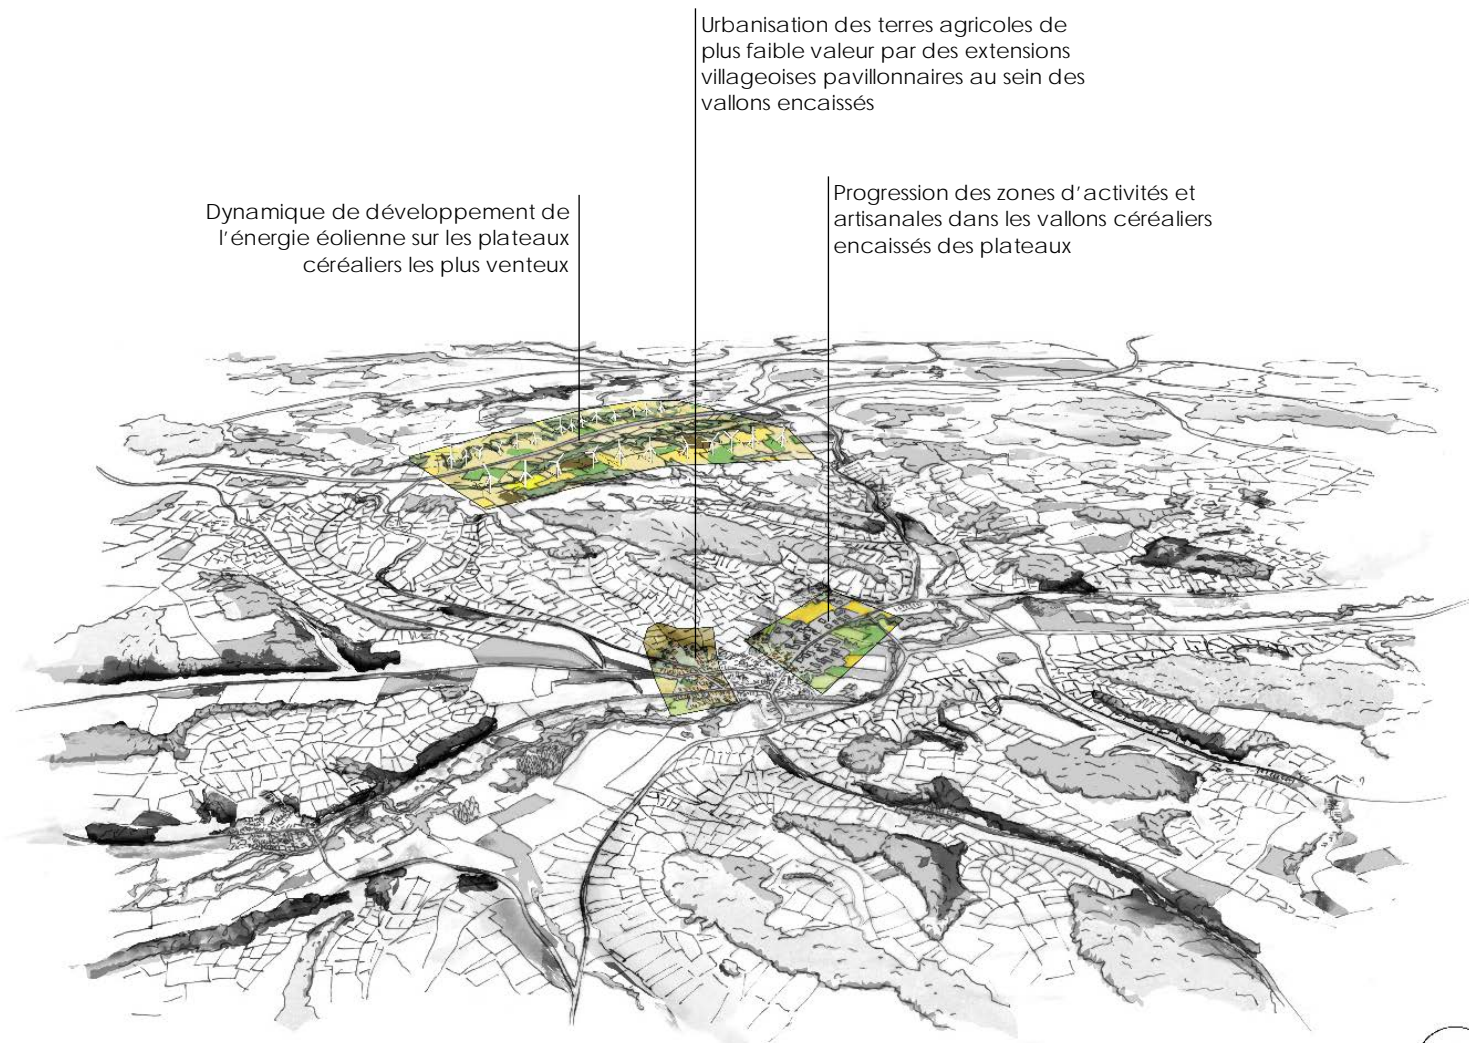 Urbanisation des terres agricoles de
plus faible valeur par des extensions
villageoises pavillonnaires au sein des
vallons encaissés
Dynamique de développement de
l'énergie éolienne sur les plateaux
céréaliers les plus venteux
Progression des zones d'activités et
artisanales dans les vallons céréaliers
encaissés des plateaux